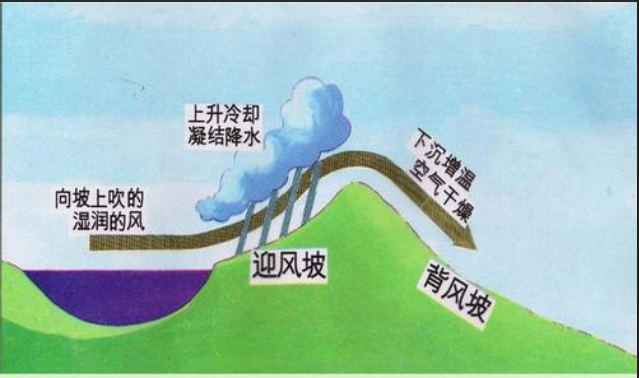 上升冷却
凝结降水
下沉增温
空气干燥
向坡上吹的
湿润的风
迎风坡
背风坡